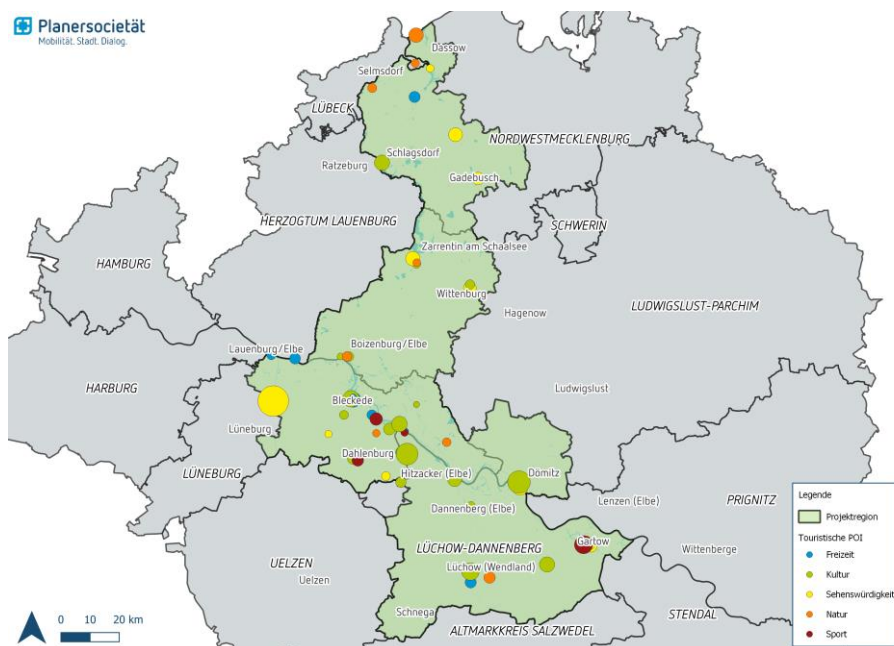 Planersocietät
Mobilität. Stadt. Dialog.
Dassow
Selmsdorf
LÜBECK
NORDWESTMECKLENBURG
Schlagsdorf
Ratzeburg
Gadebusch
HERZOGTUM LAUENBURG
SCHWERIN
Zarrentin am Schaalsee
HAMBURG
Wittenburg
Hagenow
LUDWIGSLUST-PARCHIM
Lauenburg/Elbe
Boizenburg/Elbe
HARBURG
Ludwigslust
Bleckede
Lüneburg
Dahlenburg
LÜNEBURG
Hitzacker (Elbe)
Dömitz
Lenzen (Elbe)
PRIGNITZ
Dannenberg (Elbe)
Gartow
Wittenberge
LÜCHOW-DANNENBERG
UELZEN
Uelzen
Lüchow (Wendland)
Schnega
STENDAL
ALTMARKKREIS SALZWEDEL
0 10 20 km
Legende
Projektregion
Touristische POI
Freizeit
Kultur
Sehenswürdigkeit
Natur
Sport